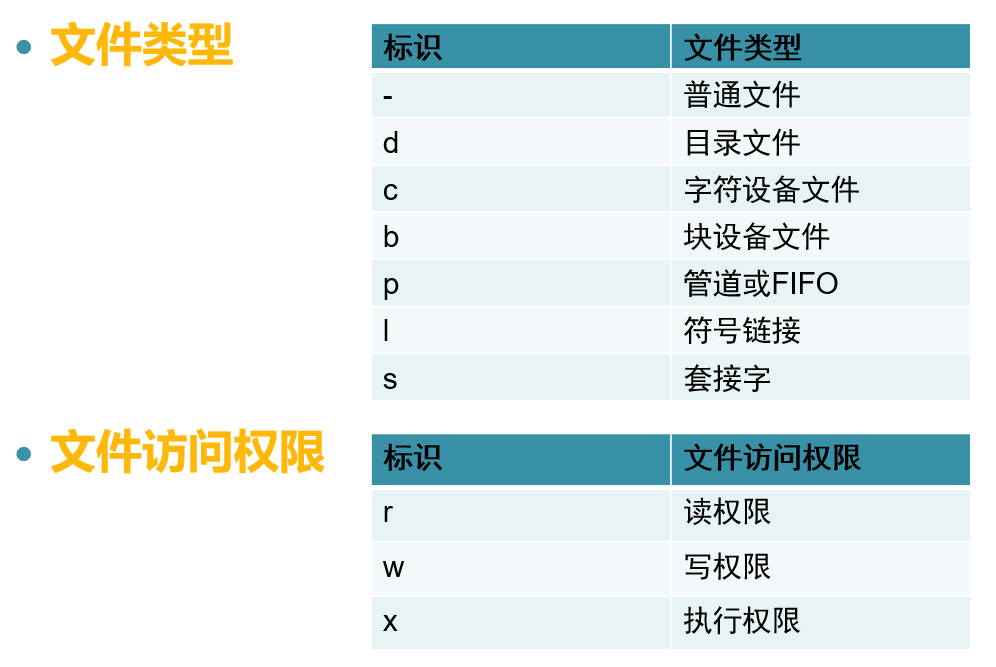 • 文件类型
标识 文件类型
- 普通文件
d 目录文件
c 字符设备文件
b 块设备文件
p 管道或FIFO
l 符号链接
s 套接字
• 文件访问权限
标识 文件访问权限
r 读权限
w 写权限
x 执行权限